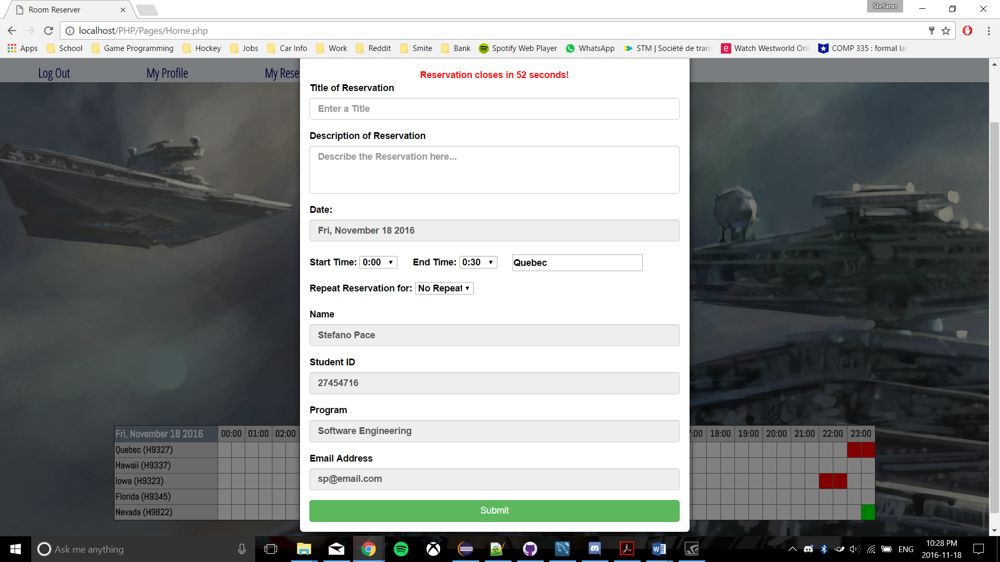 Room Reserver
Stefano
localhost/PHP/Pages/Home.php
Apps School Game Programming Hockey Jobs Car Info Work Reddit Smite Bank Spotify Web Player WhatsApp STM | Société de trans Watch Westworld Onl COMP 335 : formal lan
Log Out My Profile My Rese
Reservation closes in 52 seconds!
Title of Reservation
Enter a Title
Description of Reservation
Describe the Reservation here...
Date:
Fri, November 18 2016
Start Time: 0:00 End Time: 0:30 Quebec
Repeat Reservation for: No Repeat
Name
Stefano Pace
Student ID
27454716
Program
Software Engineering
Email Address
sp@email.com
Submit
Fri, November 18 2016 00:00 01:00 02:00 7:00 18:00 19:00 20:00 21:00 22:00 23:00
Quebec (H9327)
Hawaii (H9337)
Iowa (H9323)
Florida (H9345)
Nevada (H9822)
Ask me anything
ENG
10:28 PM
2016-11-18